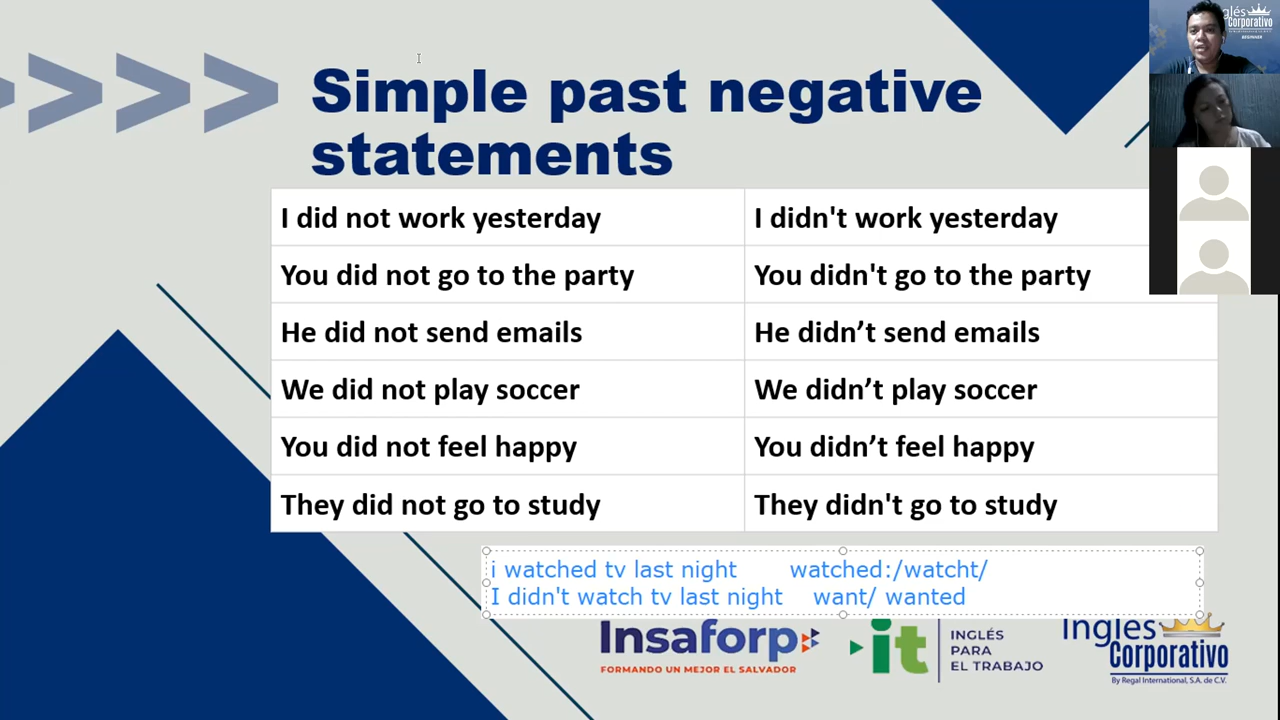 Simple past negative
statements
I did not work yesterday
I didn't work yesterday
You did not go to the party
You didn't go to the party
He did not send emails
He didn’t send emails
We did not play soccer
We didn’t play soccer
You did not feel happy
You didn’t feel happy
They did not go to study
They didn't go to study
i watched tv last night watched:/watcht/
I didn't watch tv last night want/ wanted
Insaforp
FORMANDO UN MEJOR EL SALVADOR
it
INGLÉS
PARA
EL TRABAJO
Inglés
Corporativo
By Regal International, S.A. de C.V.
glés
Corporativo
BEGINNER